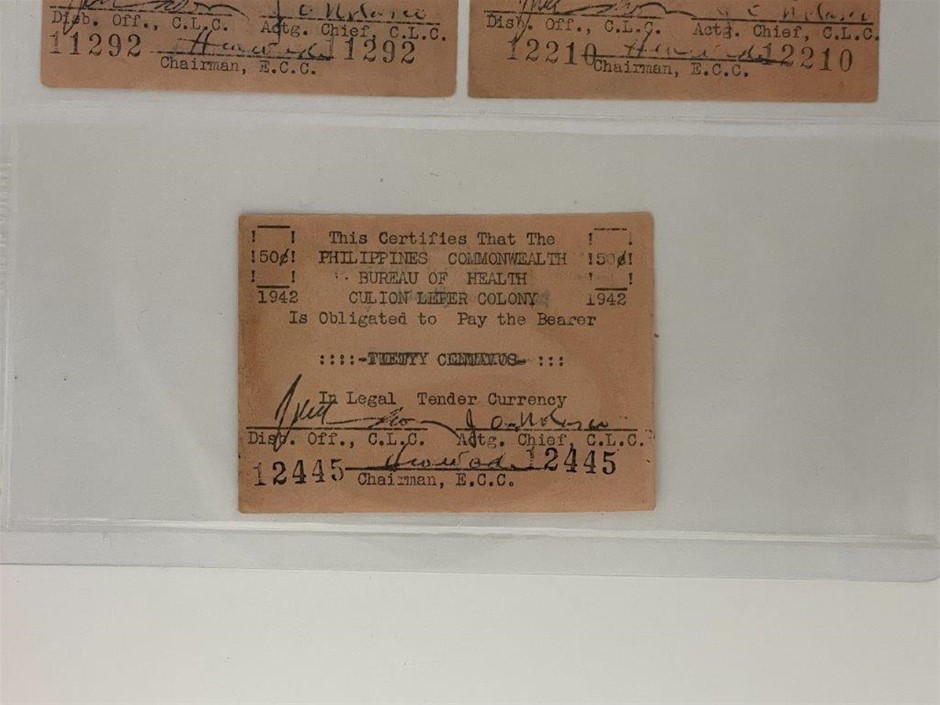 Disb. Off., C.L.C. Actg. Chief, C.L.C.
11292 11292
Chairman, E.C.C.
Disb. Off., C.L.C. Actg. Chief, C.L.C.
12210 12210
Chairman, E.C.C.
!50¢! This Certifies That The !50¢!
PHILIPPINES COMMONWEALTH
BUREAU OF HEALTH
1942 CULION LEPER COLONY 1942
Is Obligated to Pay the Bearer
::::- CENTAVOS- :::
In Legal Tender Currency
Disb. Off., C.L.C. Actg. Chief, C.L.C.
12445 12445
Chairman, E.C.C.